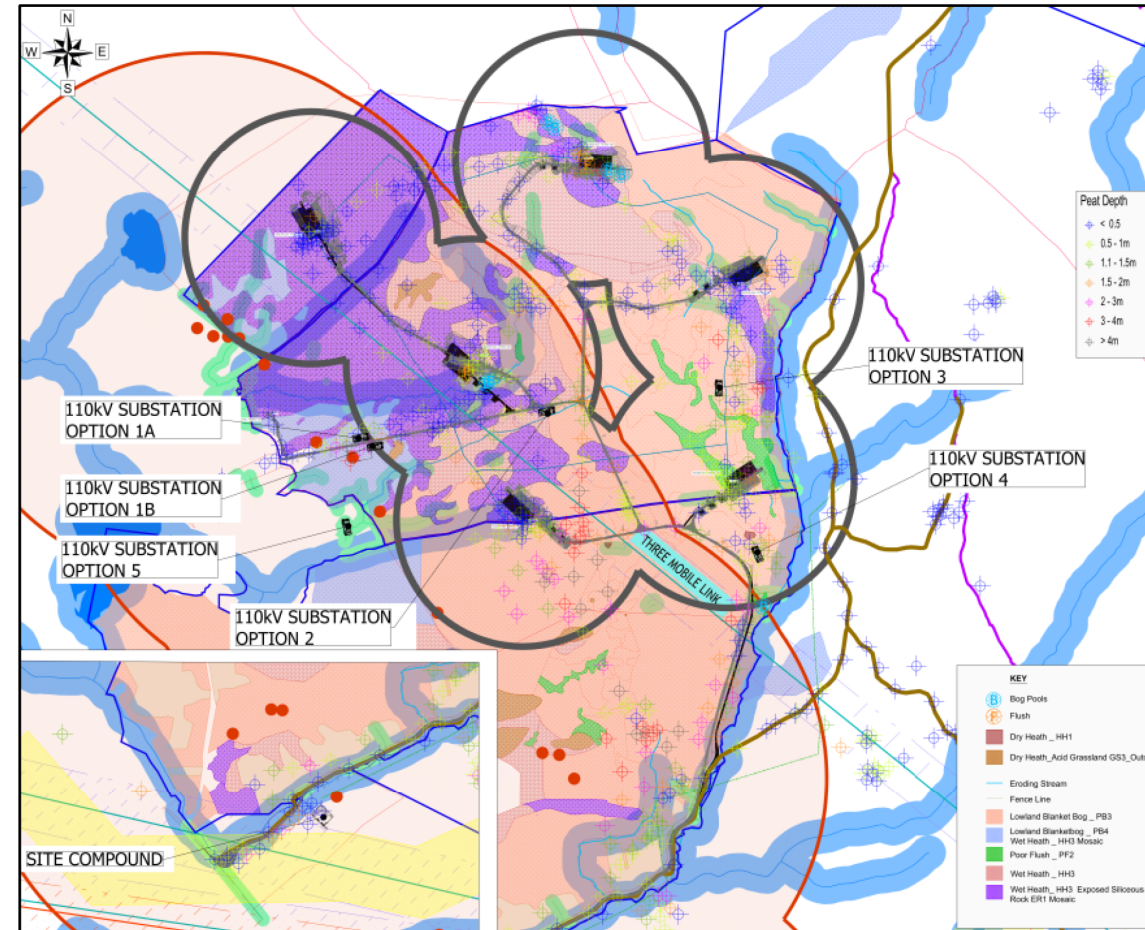 N
W E
S
Peat Depth
< 0.5
0.5 - 1m
1.1 - 1.5m
1.5 - 2m
2 - 3m
3 - 4m
> 4m
110kV SUBSTATION
OPTION 3
110kV SUBSTATION
OPTION 1A
110kV SUBSTATION
OPTION 4
110kV SUBSTATION
OPTION 1B
110kV SUBSTATION
OPTION 5
THREE MOBILE LINK
110kV SUBSTATION
OPTION 2
SITE COMPOUND
KEY
B Bog Pools
F Flush
Dry Heath _ HH1
Dry Heath_Acid Grassland GS3_Outc
Eroding Stream
Fence Line
Lowland Blanket Bog _ PB3
Lowland Blanketbog _ PB4
Wet Heath _ HH3 Mosaic
Poor Flush _ PF2
Wet Heath _ HH3
Wet Heath_ HH3 Exposed Siliceous
Rock ER1 Mosaic